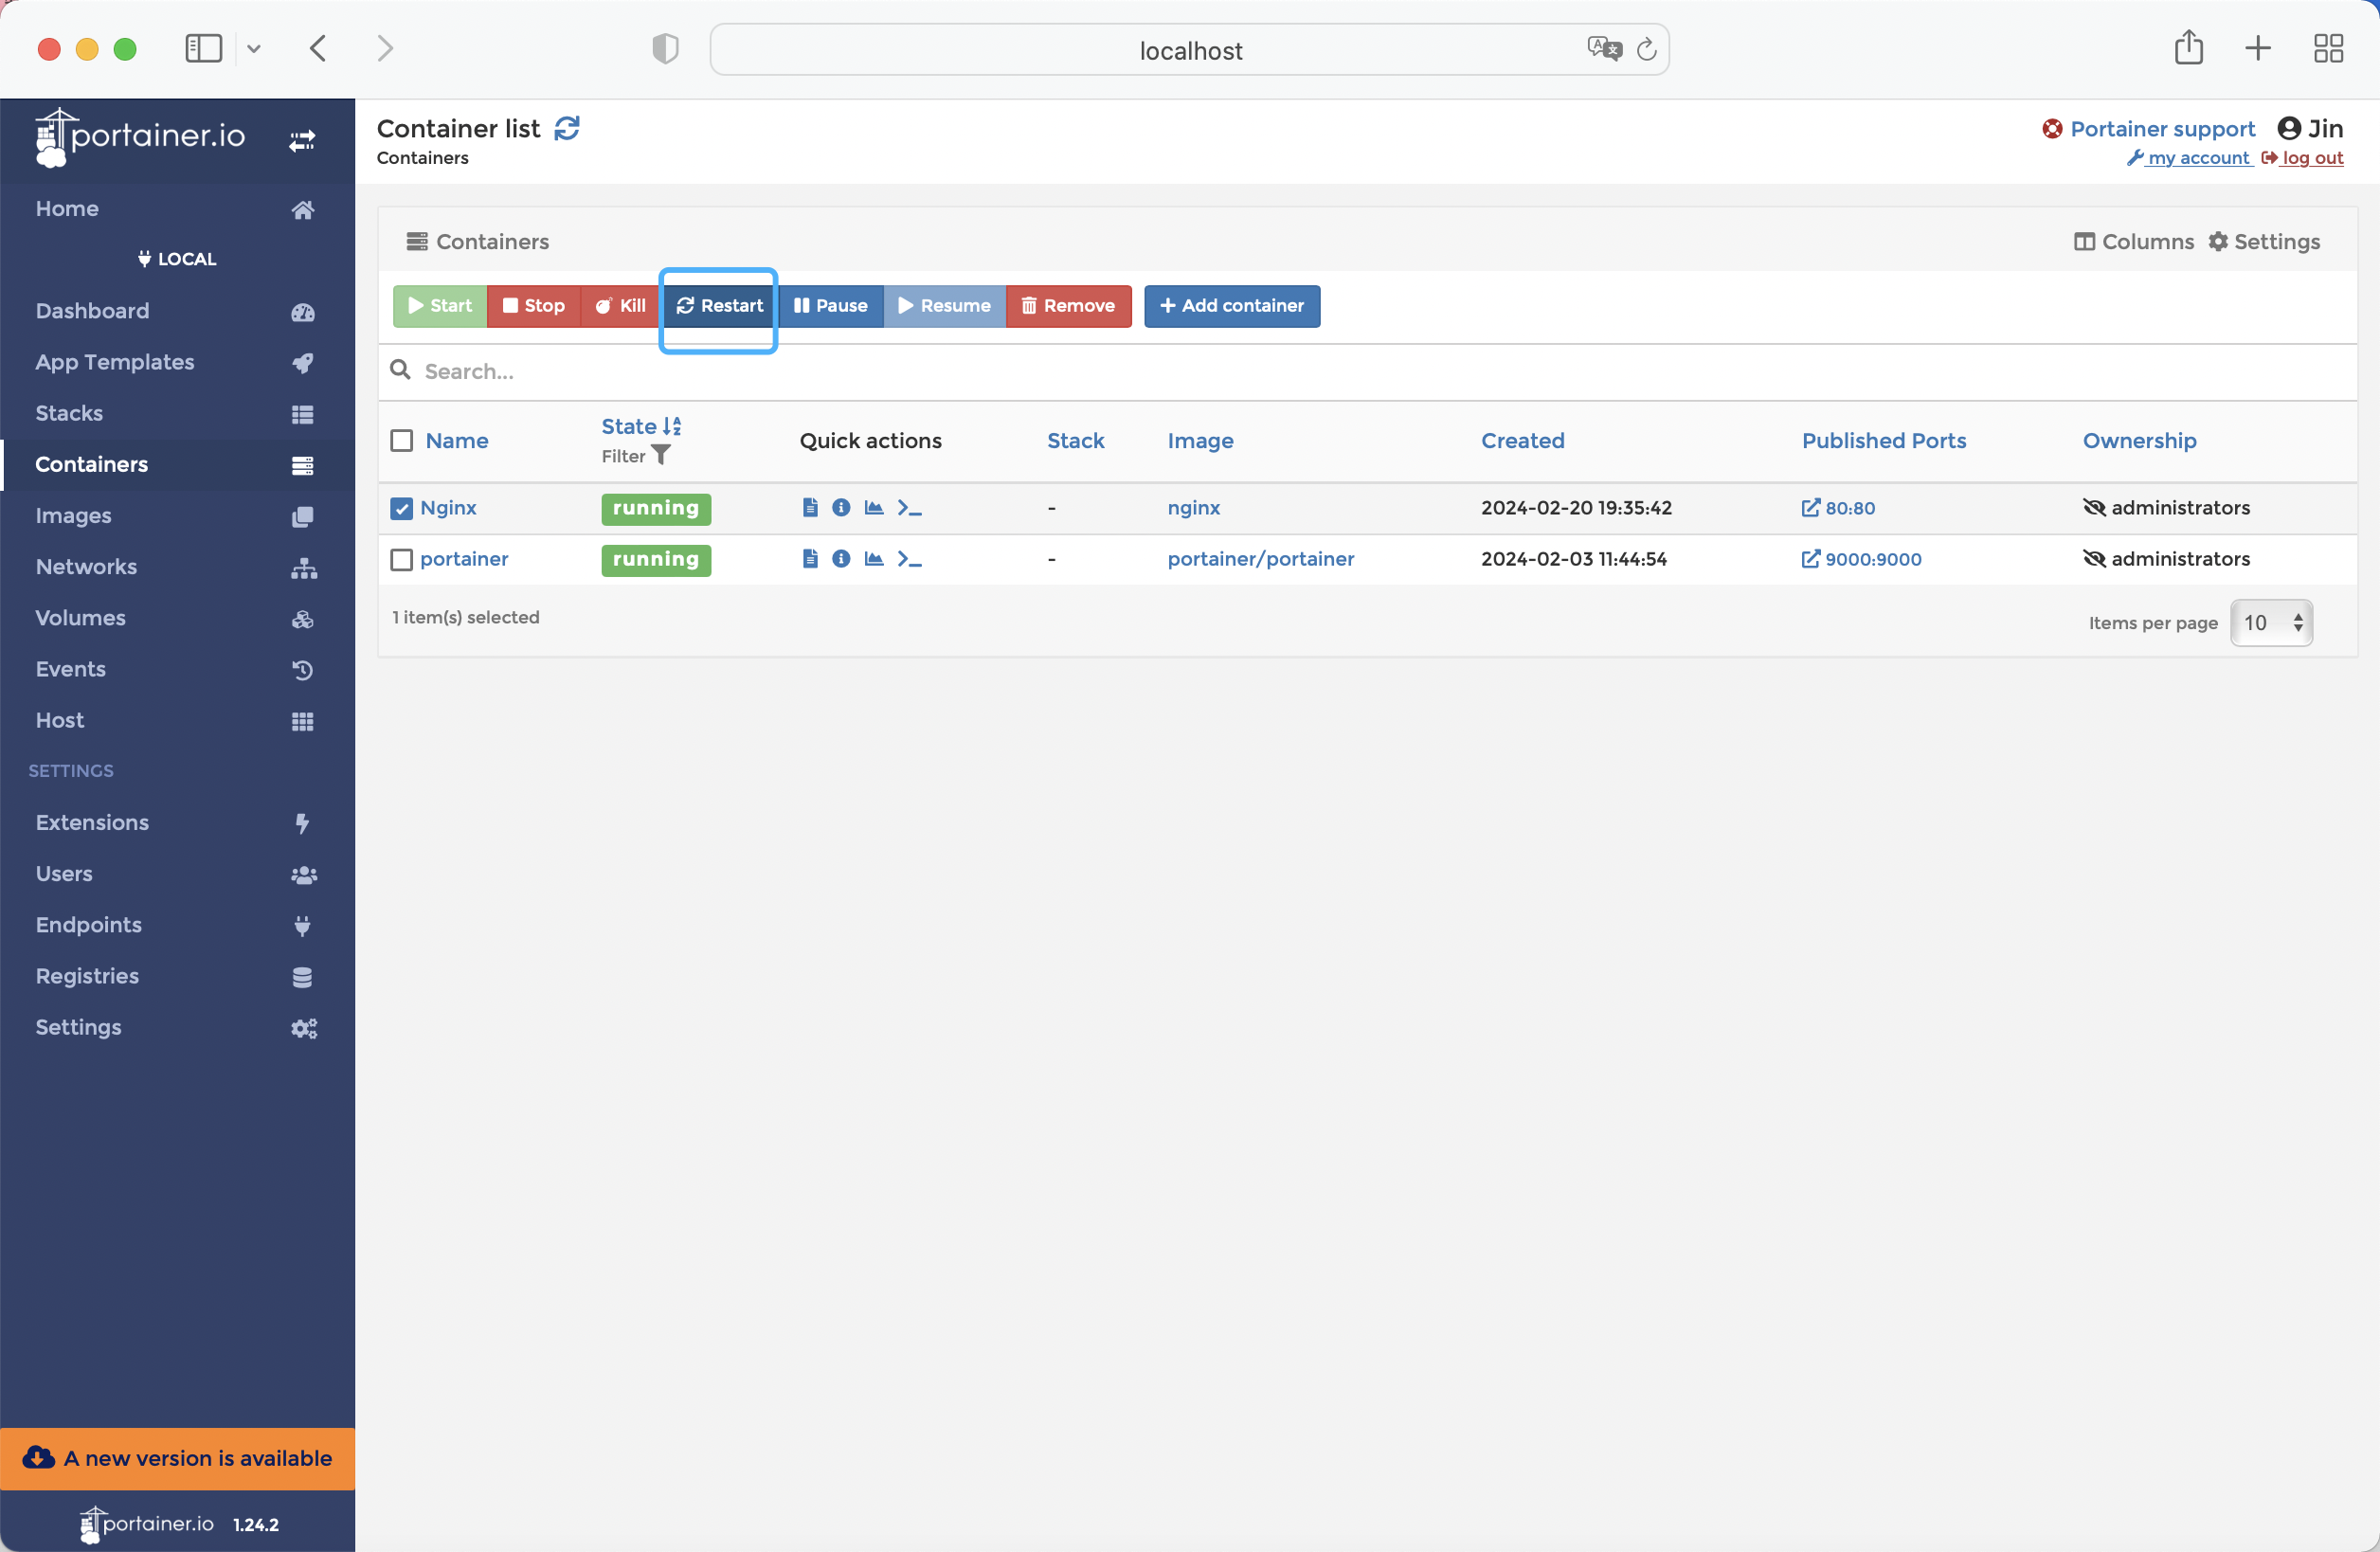 localhost
portainer.io
Home
LOCAL
Dashboard
App Templates
Stacks
Containers
Images
Networks
Volumes
Events
Host
SETTINGS
Extensions
Users
Endpoints
Registries
Settings
A new version is available
portainer.io 1.24.2
Container list
Containers
Portainer support Jin
my account log out
Containers
Columns Settings
Start Stop Kill Restart Pause Resume Remove + Add container
Search...
Name State Filter Quick actions Stack Image Created Published Ports Ownership
Nginx running - nginx 2024-02-20 19:35:42 80:80 administrators
portainer running - portainer/portainer 2024-02-03 11:44:54 9000:9000 administrators
1 item(s) selected
Items per page 10